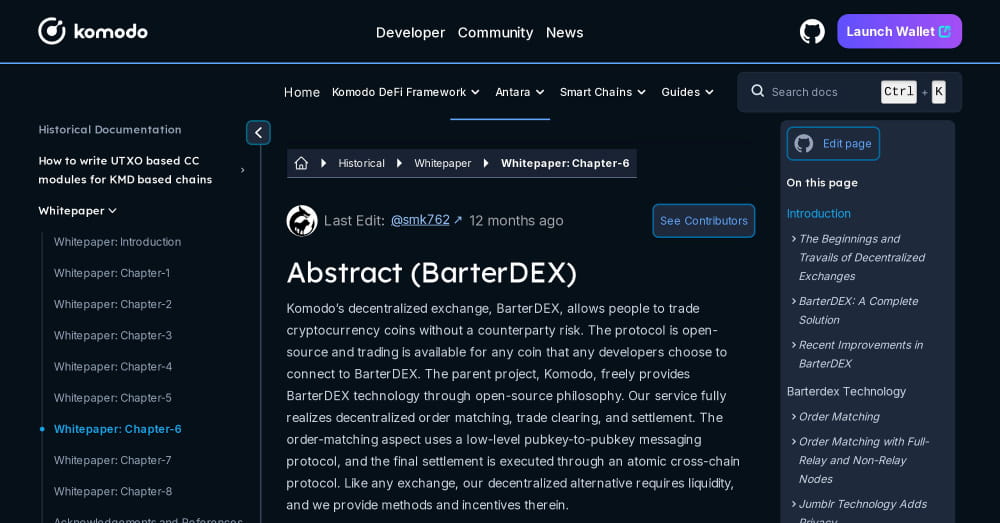 komodo
Developer Community News
Launch Wallet
Home Komodo DeFi Framework Antara Smart Chains Guides
Search docs Ctrl + K
Historical Documentation
How to write UTXO based CC
modules for KMD based chains
Whitepaper
Whitepaper: Introduction
Whitepaper: Chapter-1
Whitepaper: Chapter-2
Whitepaper: Chapter-3
Whitepaper: Chapter-4
Whitepaper: Chapter-5
Whitepaper: Chapter-6
Whitepaper: Chapter-7
Whitepaper: Chapter-8
Acknowledgements and References
Historical Whitepaper Whitepaper: Chapter-6
Last Edit: @smk762 ↗ 12 months ago
See Contributors
Abstract (BarterDEX)
Komodo’s decentralized exchange, BarterDEX, allows people to trade
cryptocurrency coins without a counterparty risk. The protocol is open-
source and trading is available for any coin that any developers choose to
connect to BarterDEX. The parent project, Komodo, freely provides
BarterDEX technology through open-source philosophy. Our service fully
realizes decentralized order matching, trade clearing, and settlement. The
order-matching aspect uses a low-level pubkey-to-pubkey messaging
protocol, and the final settlement is executed through an atomic cross-chain
protocol. Like any exchange, our decentralized alternative requires liquidity,
and we provide methods and incentives therein.
Edit page
On this page
Introduction
The Beginnings and
Travails of Decentralized
Exchanges
BarterDEX: A Complete
Solution
Recent Improvements in
BarterDEX
Barterdex Technology
Order Matching
Order Matching with Full-
Relay and Non-Relay
Nodes
Jumblr Technology Adds
Privacy